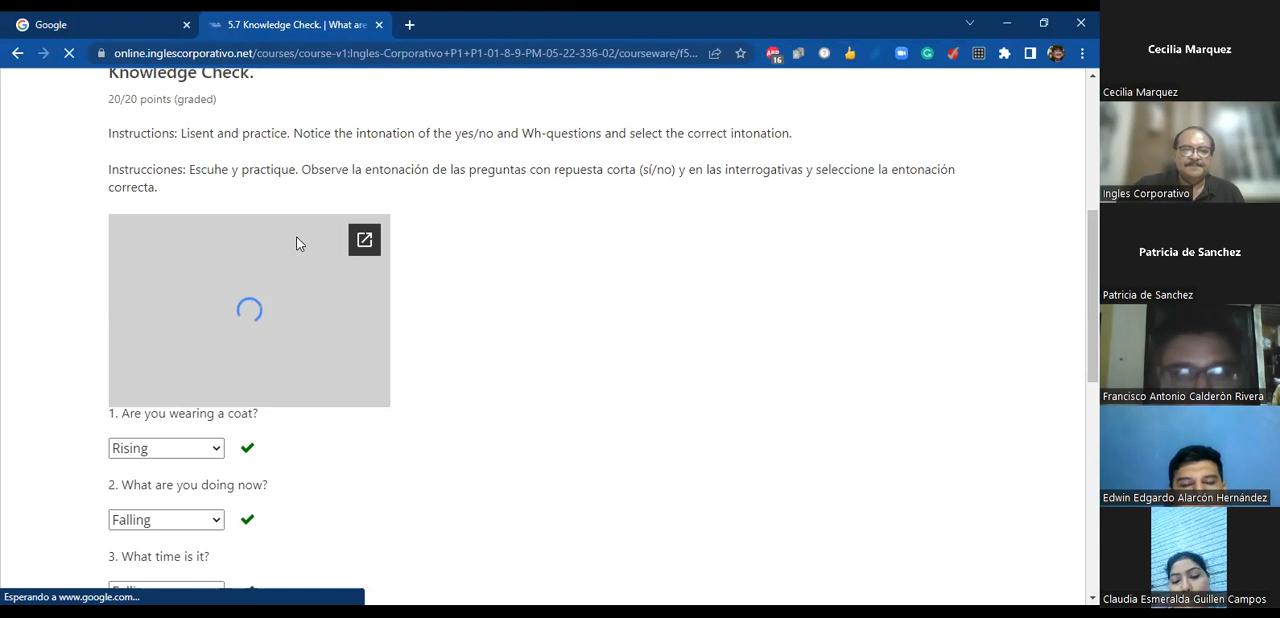 Google
5.7 Knowledge Check. | What are
online.inglescorporativo.net/courses/course-v1:Ingles-Corporativo+P1+P1-01-8-9-PM-05-22-336-02/courseware/f5...
16
Knowledge Check.
20/20 points (graded)
Instructions: Lisent and practice. Notice the intonation of the yes/no and Wh-questions and select the correct intonation.
Instrucciones: Escuhe y practique. Observe la entonación de las preguntas con repuesta corta (sí/no) y en las interrogativas y seleccione la entonación
correcta.
1. Are you wearing a coat?
Rising
2. What are you doing now?
Falling
3. What time is it?
Esperando a www.google.com...
Cecilia Marquez
Cecilia Marquez
Ingles Corporativo
Patricia de Sanchez
Patricia de Sanchez
Francisco Antonio Calderòn Rivera
Edwin Edgardo Alarcón Hernández
Claudia Esmeralda Guillen Campos